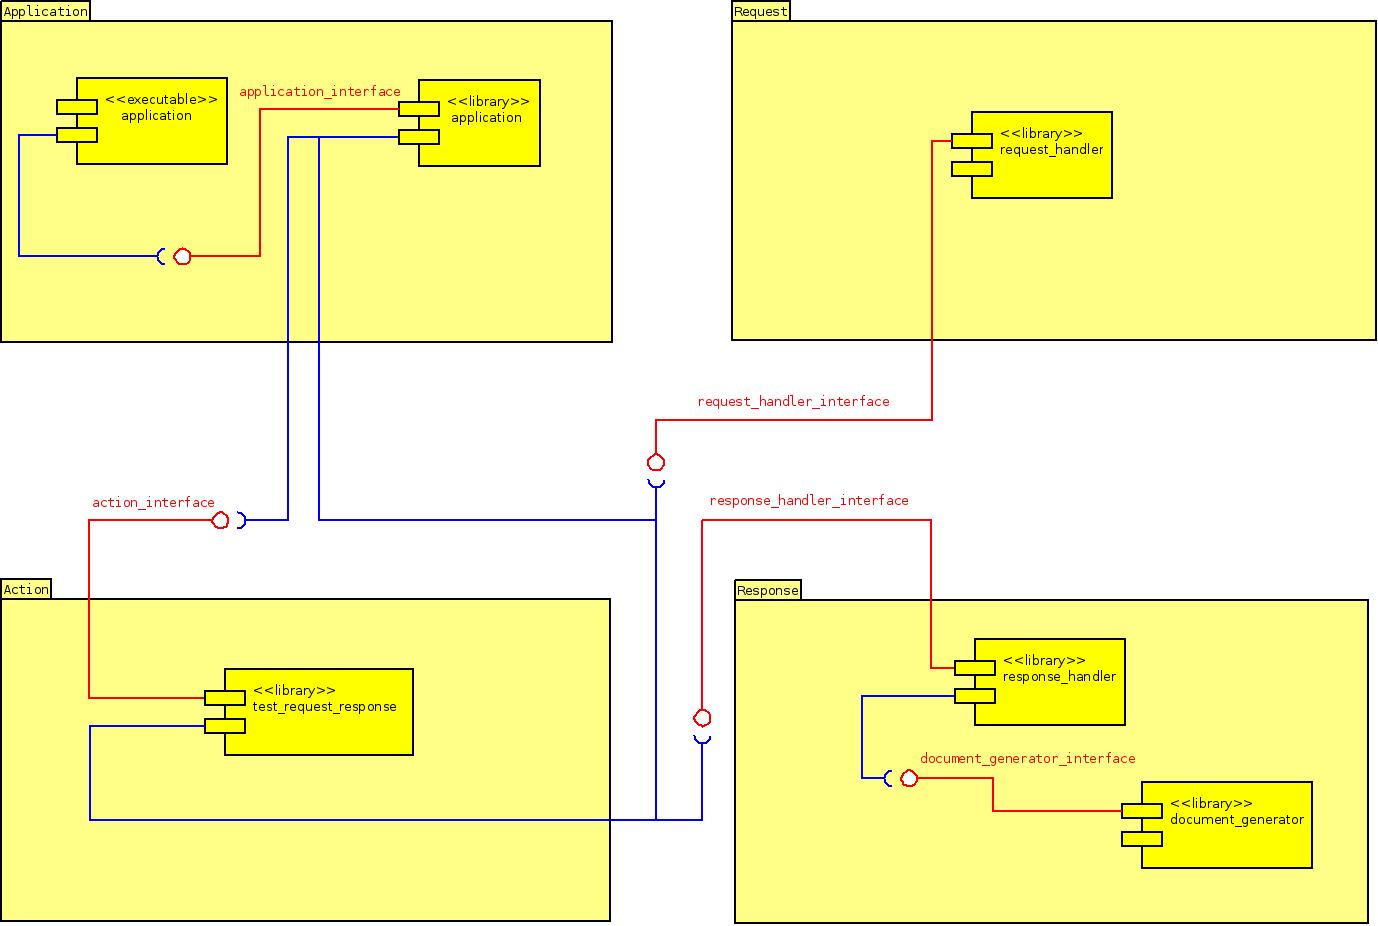 Application
Request
<<executable>>
application
application_interface
<<library>>
application
<<library>>
request_handler
request_handler_interface
action_interface
response_handler_interface
Action
Response
<<library>>
test_request_response
<<library>>
response_handler
document_generator_interface
<<library>>
document_generator